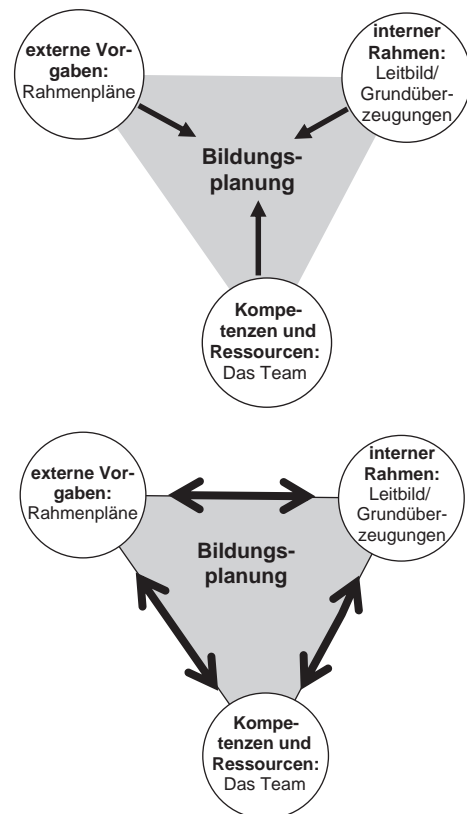 externe Vor-
gaben:
Rahmenpläne
interner
Rahmen:
Leitbild/
Grundüber-
zeugungen
Bildungs-
planung
Kompe-
tenzen und
Ressourcen:
Das Team
externe Vor-
gaben:
Rahmenpläne
interner
Rahmen:
Leitbild/
Grundüber-
zeugungen
Bildungs-
planung
Kompe-
tenzen und
Ressourcen:
Das Team